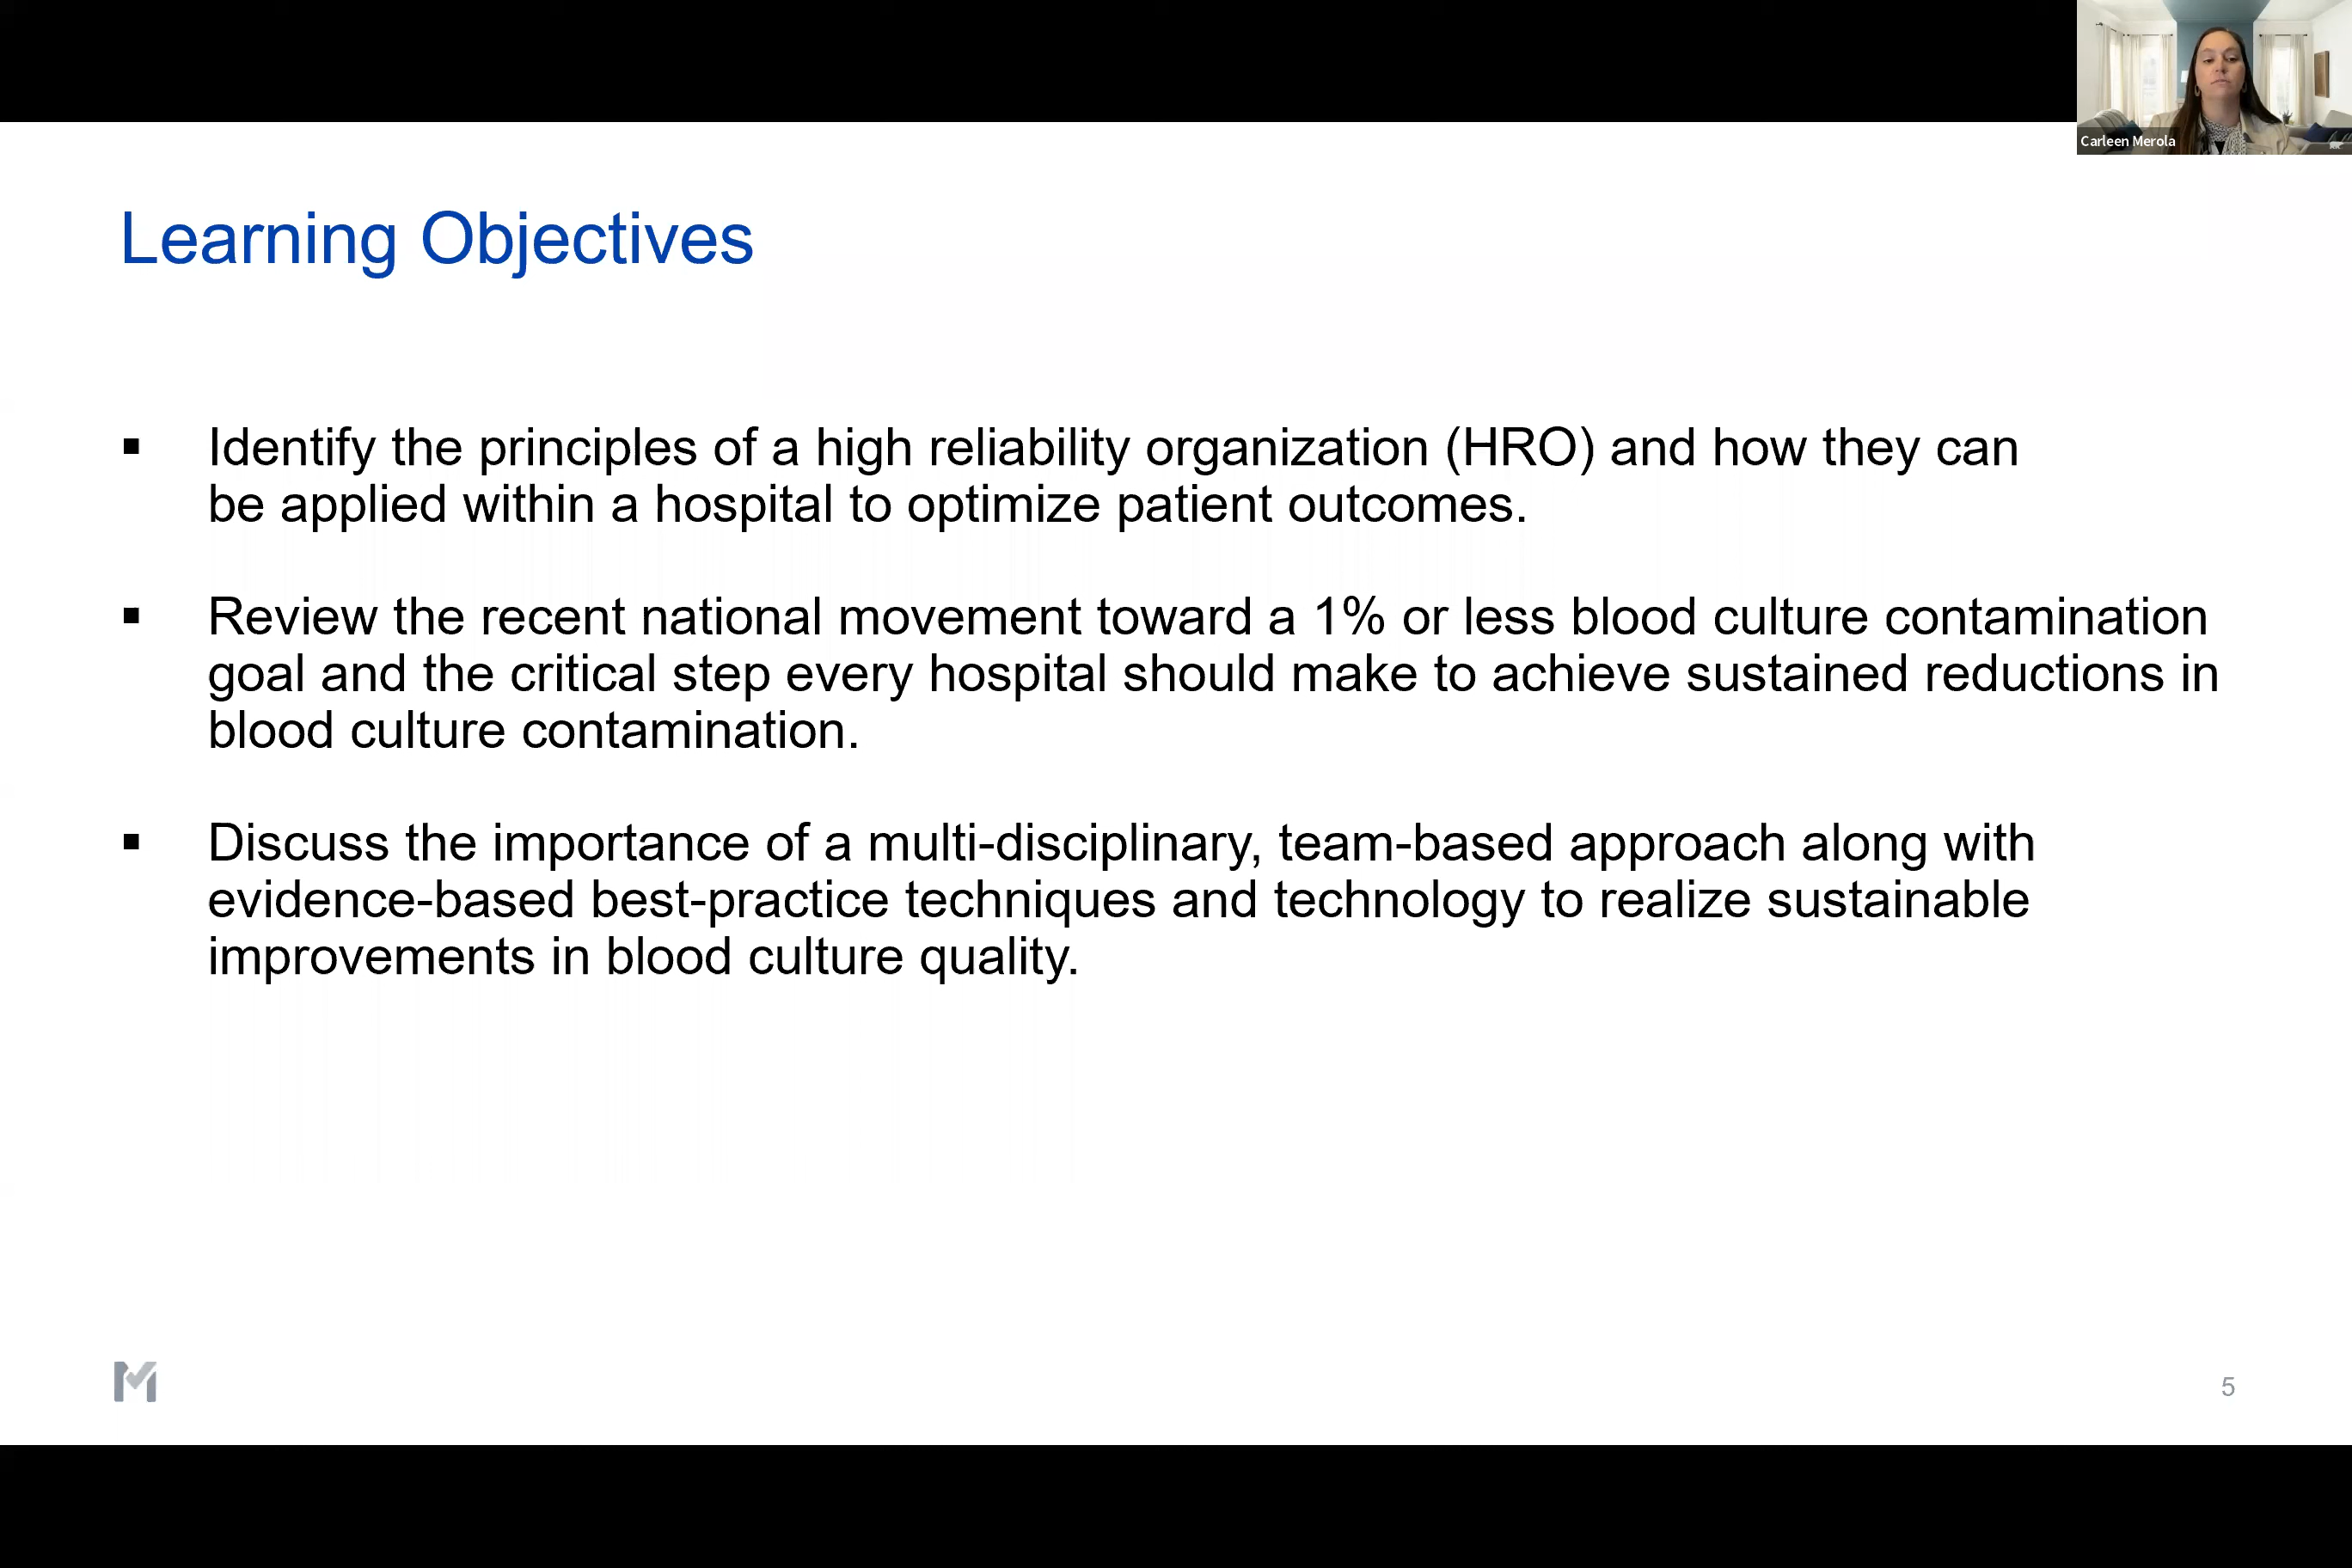 Carleen Merola
Learning Objectives
▪ Identify the principles of a high reliability organization (HRO) and how they can
be applied within a hospital to optimize patient outcomes.
▪ Review the recent national movement toward a 1% or less blood culture contamination
goal and the critical step every hospital should make to achieve sustained reductions in
blood culture contamination.
▪ Discuss the importance of a multi-disciplinary, team-based approach along with
evidence-based best-practice techniques and technology to realize sustainable
improvements in blood culture quality.
5